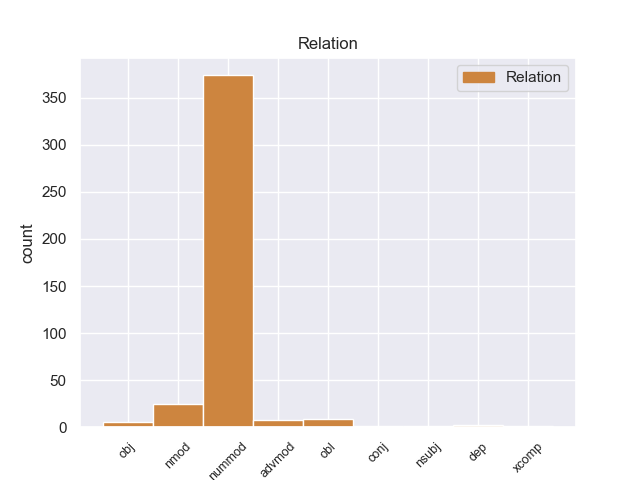 Relation
Relation
count
350
300
250
200
150
100
50
0
obj
nmod
nummod
advmod
obl
conj
nsubj
dep
xcomp